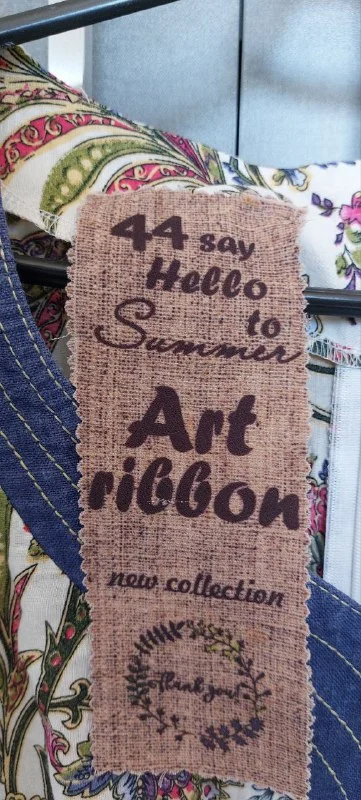 44 say
Hello
to
Summer
Art
ribbon
new collection
Thank you!